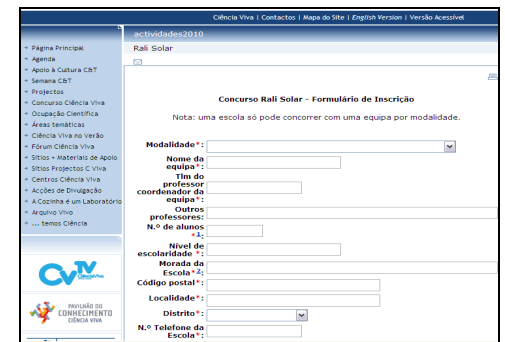 Ciência Viva | Contactos | Mapa do Site | English Version | Versão Acessível
actividades2010
Rali Solar
+ Página Principal
+ Agenda
+ Apoio à Cultura C&T
+ Semana C&T
+ Projectos
+ Concurso Ciência Viva
+ Ocupação Científica
+ Áreas temáticas
+ Ciência Viva no Verão
+ Fórum Ciência Viva
+ Sítios + Materiais de Apoio
+ Sítios Projectos C Viva
+ Centros Ciência Viva
+ Acções de Divulgação
+ A Cozinha é um Laboratório
+ Arquivo Vivo
+ ... temos Ciência
CVTV
PAVILHÃO DO
CONHECIMENTO
CIÊNCIA VIVA
Concurso Rali Solar - Formulário de Inscrição
Nota: uma escola só pode concorrer com uma equipa por modalidade.
Modalidade*:
Nome da
equipa*:
Tlm do
professor
coordenador da
equipa*:
Outros
professores:
N.º de alunos
*1:
Nível de
escolaridade *:
Morada da
Escola*2:
Código postal*:
Localidade*:
Distrito*:
N.º Telefone da
Escola*: